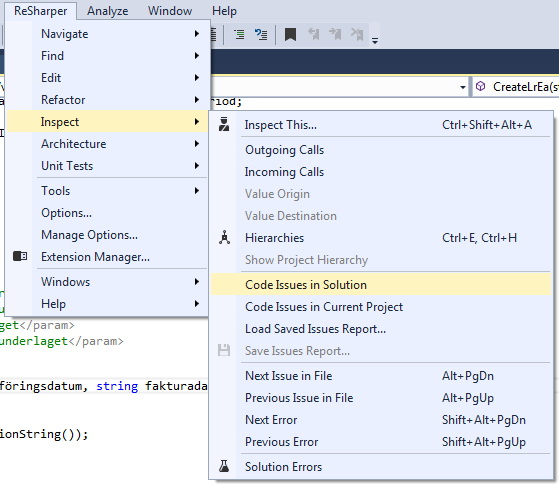 ReSharper Analyze Window Help
Navigate
Find
Edit
Refactor
Inspect
Architecture
Unit Tests
Tools
Options...
Manage Options...
Extension Manager...
Windows
Help
riod;
CreateLrEa(st
Inspect This... Ctrl+Shift+Alt+A
Outgoing Calls
Incoming Calls
Value Origin
Value Destination
Hierarchies Ctrl+E, Ctrl+H
Show Project Hierarchy
Code Issues in Solution
Code Issues in Current Project
Load Saved Issues Report...
Save Issues Report...
Next Issue in File Alt+PgDn
Previous Issue in File Alt+PgUp
Next Error Shift+Alt+PgDn
Previous Error Shift+Alt+PgUp
Solution Errors
get</param>
underlaget</param>
föringsdatum, string fakturada
ionString());